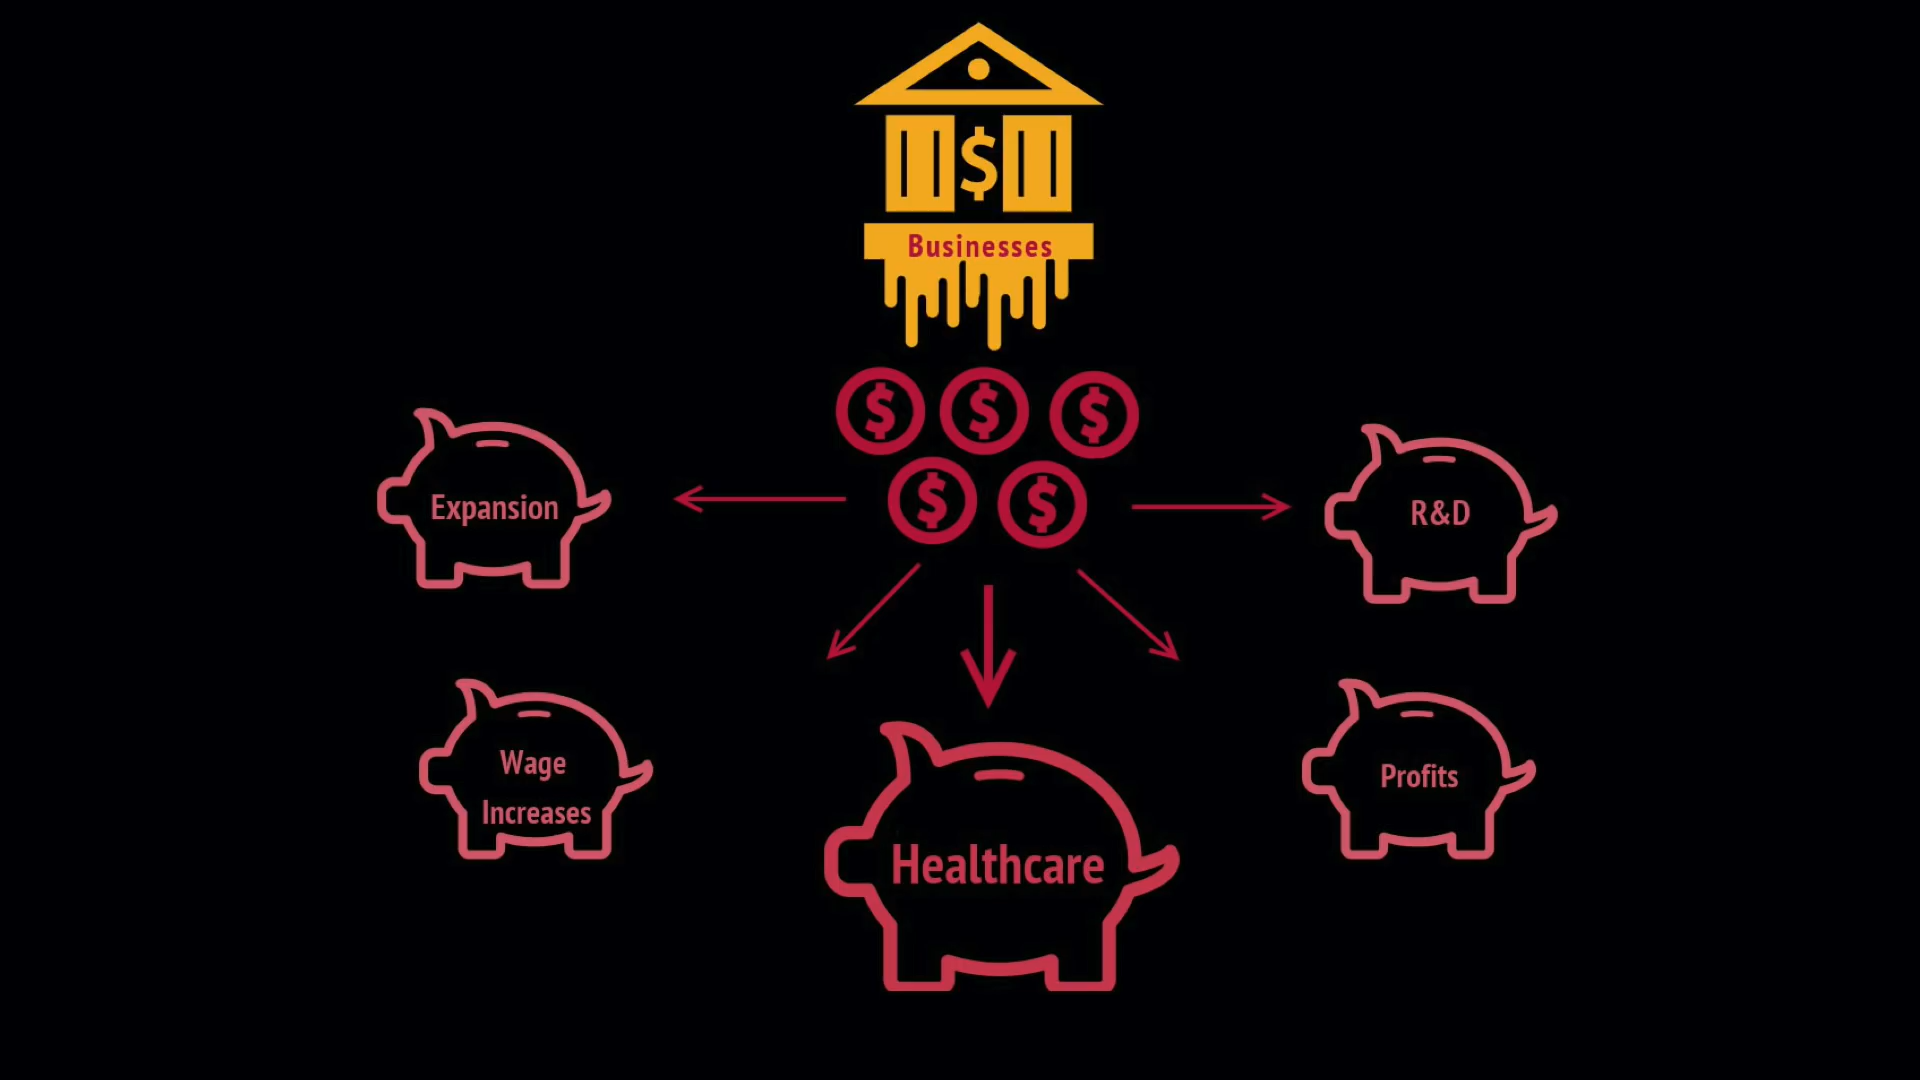 $
Businesses
$ $ $
$ $
Expansion
R&D
Wage
Increases
Profits
Healthcare